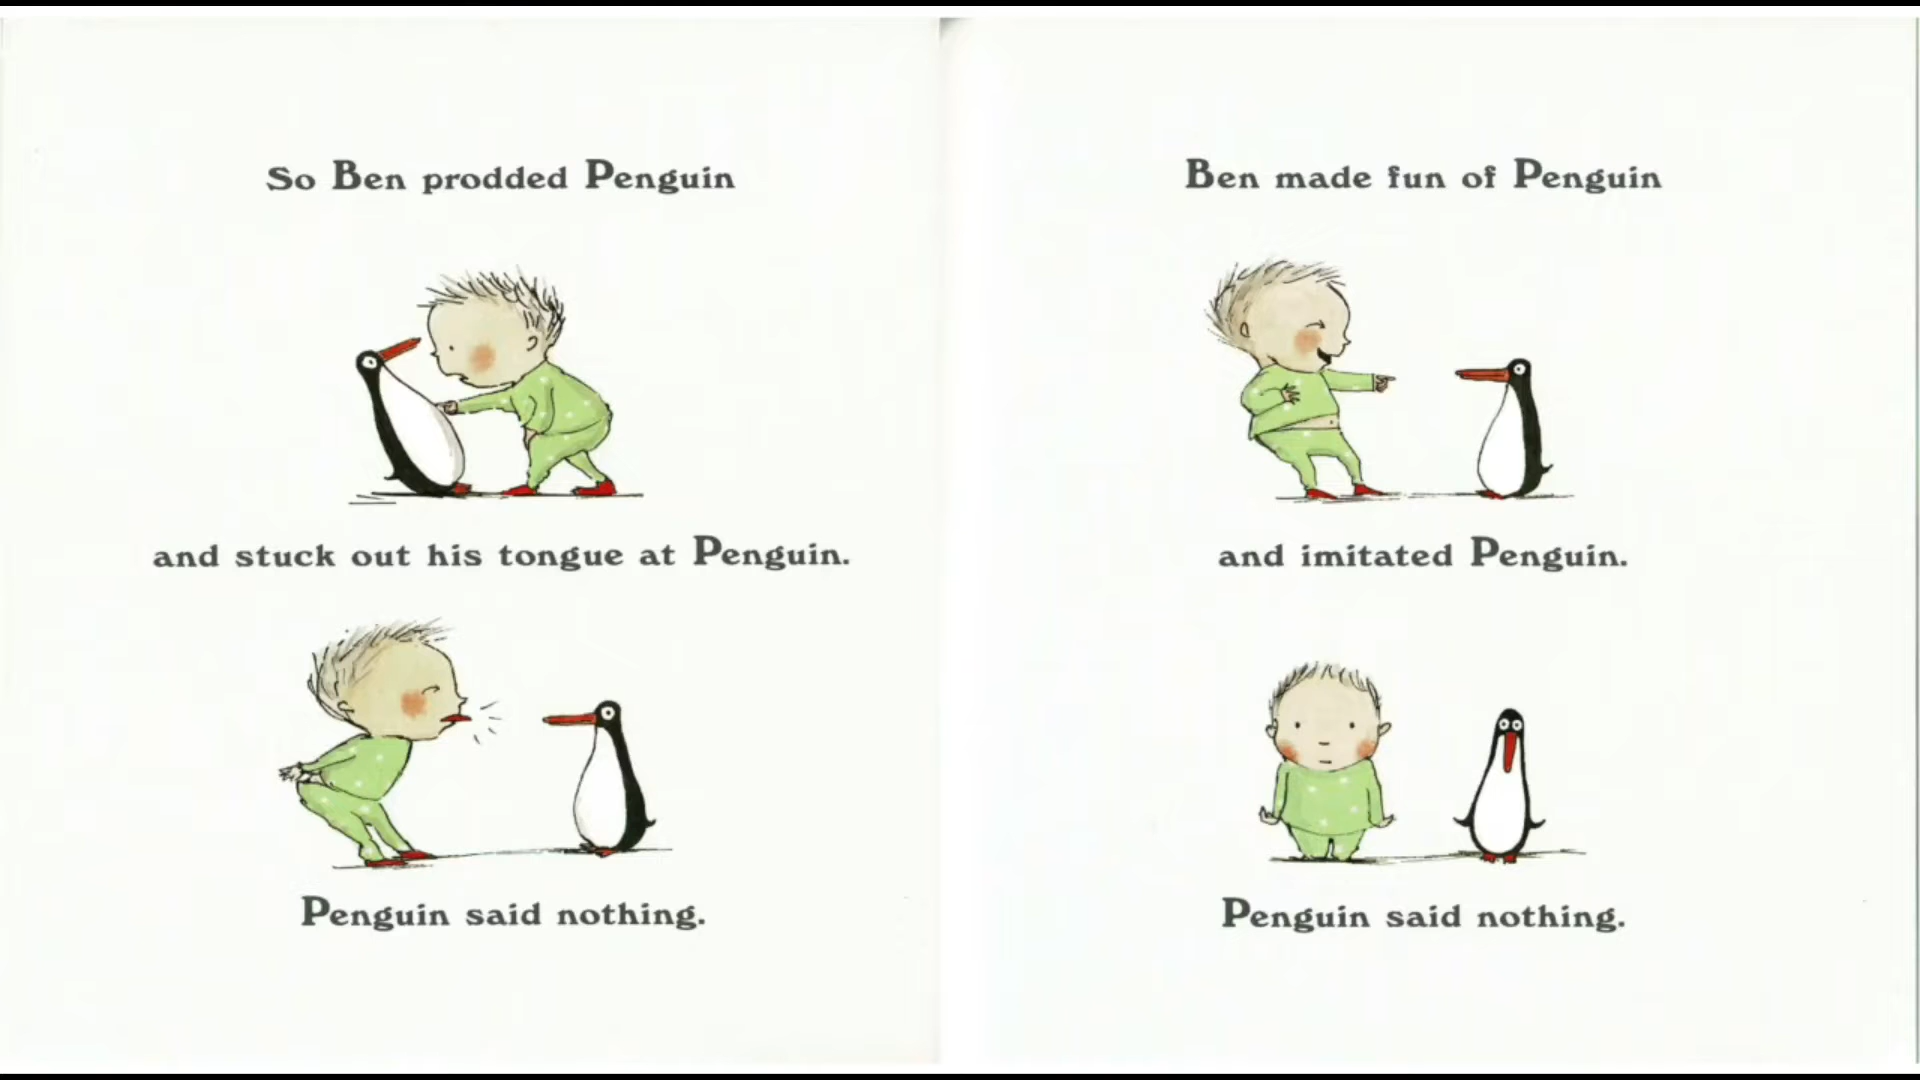 So Ben prodded Penguin
and stuck out his tongue at Penguin.
Penguin said nothing.
Ben made fun of Penguin
and imitated Penguin.
Penguin said nothing.